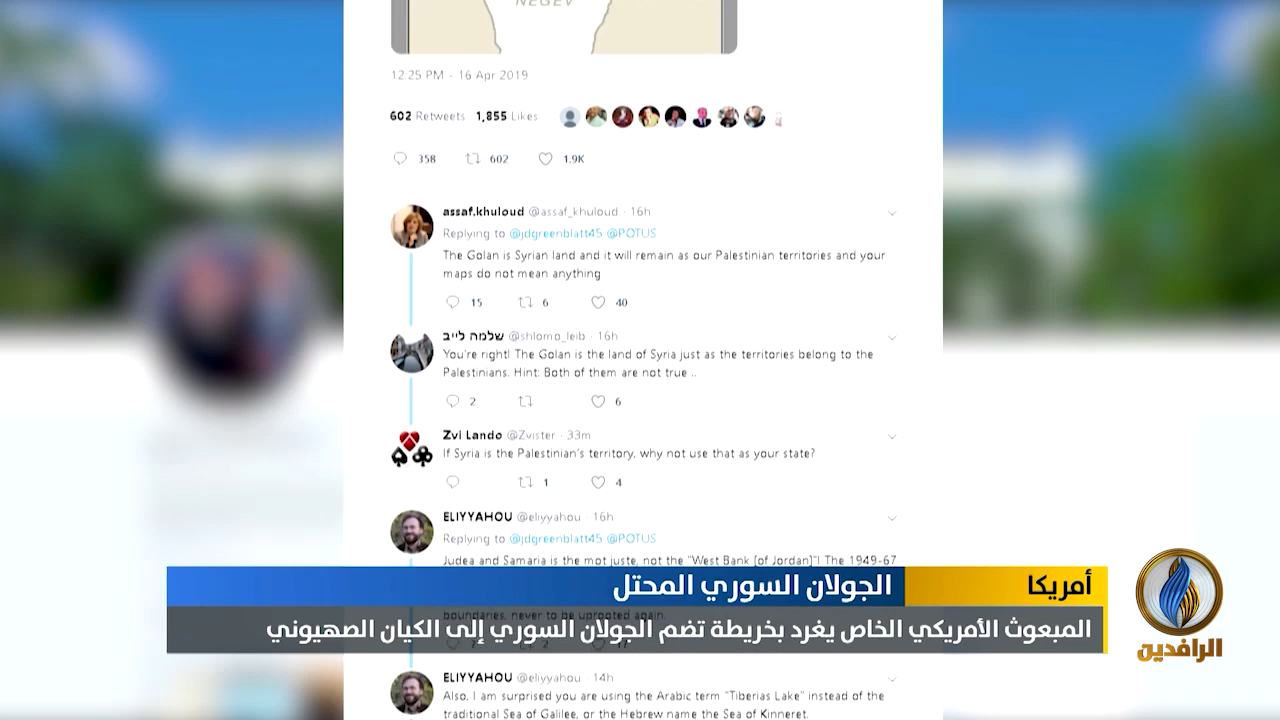 NEGEV
12:25 PM - 16 Apr 2019
602 Retweets 1,855 Likes
358 602 1.9K
assaf.khuloud @assaf_khuloud · 16h
Replying to @jdgreenblatt45 @POTUS
The Golan is Syrian land and it will remain as our Palestinian territories and your
maps do not mean anything
15 6 40
שלמה לייב @shlomo_leib · 16h
You're right! The Golan is the land of Syria just as the territories belong to the
Palestinians. Hint: Both of them are not true ..
2 6
Zvi Lando @Zvister · 33m
If Syria is the Palestinian's territory, why not use that as your state?
1 4
ELIYYAHOU @eliyyahou · 16h
Replying to @jdgreenblatt45 @POTUS
Judea and Samaria is the mot juste, not the "West Bank [of Jordan]"! The 1949-67
أمريكا
الجولان السوري المحتل
boundaries, never to be uprooted again.
المبعوث الأمريكي الخاص يغرد بخريطة تضم الجولان السوري إلى الكيان الصهيوني
الرافدين
ELIYYAHOU @eliyyahou · 14h
Also, I am surprised you are using the Arabic term "Tiberias Lake" instead of the
traditional Sea of Galilee, or the Hebrew name the Sea of Kinneret.